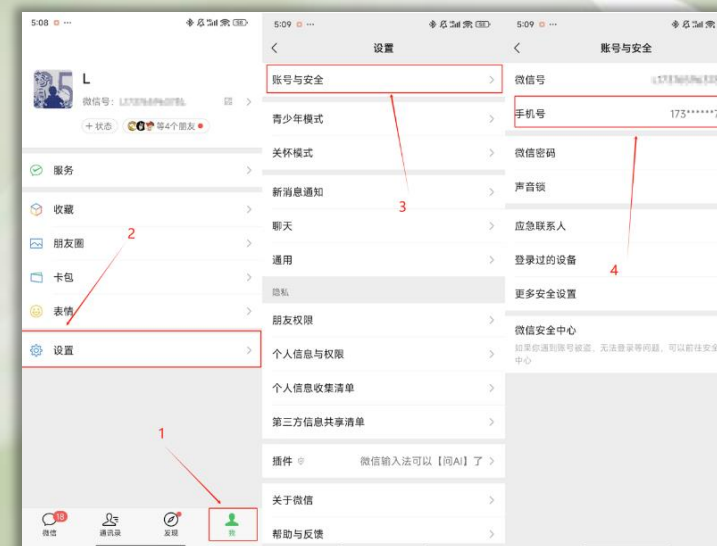 5:08
L
微信号：
+ 状态
等4个朋友
服务
收藏
2
朋友圈
卡包
表情
设置
1
18
微信
通讯录
发现
我
5:09
设置
账号与安全
青少年模式
关怀模式
新消息通知
3
聊天
通用
隐私
朋友权限
个人信息与权限
个人信息收集清单
第三方信息共享清单
插件
微信输入法可以【问AI】了
关于微信
帮助与反馈
5:09
账号与安全
微信号
手机号
173******7
微信密码
声音锁
应急联系人
登录过的设备
4
更多安全设置
微信安全中心
如果你遇到账号被盗、无法登录等问题，可以前往安全
中心